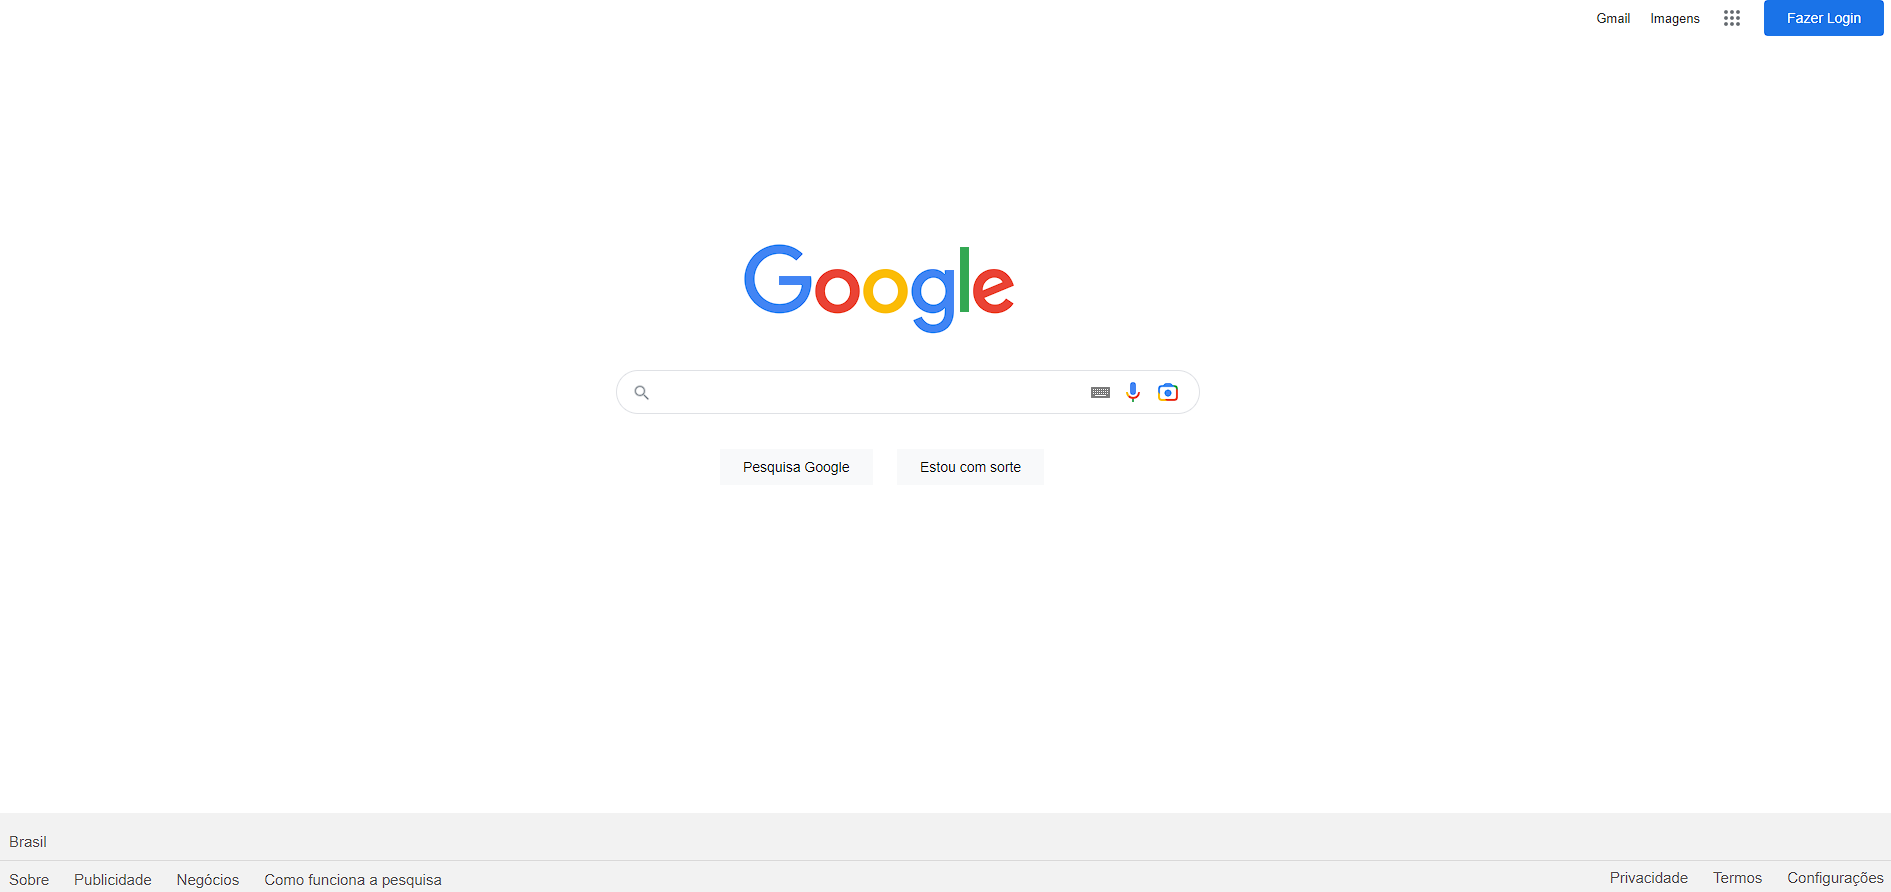 Gmail Imagens Fazer Login
Google
Pesquisa Google Estou com sorte
Brasil
Sobre Publicidade Negócios Como funciona a pesquisa Privacidade Termos Configurações